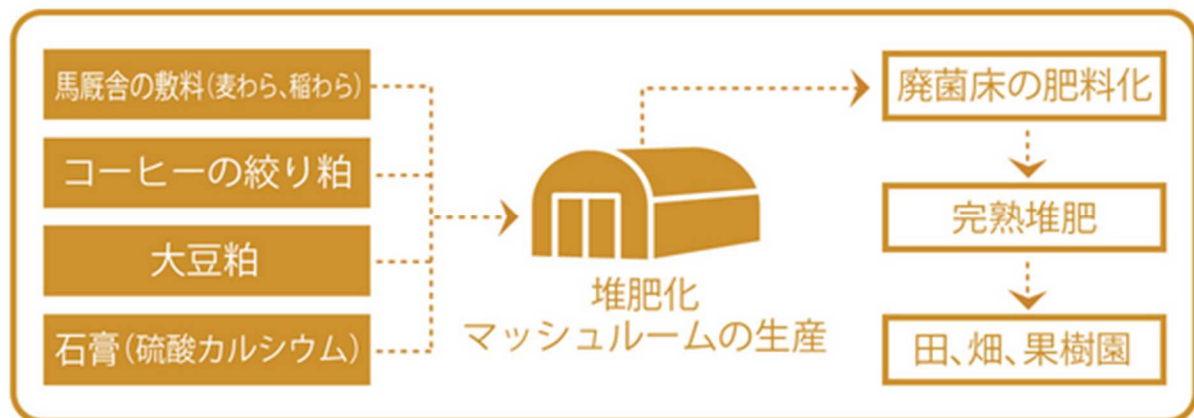 馬厩舎の敷料(麦わら、稲わら)
コーヒーの絞り粕
大豆粕
石膏(硫酸カルシウム)
堆肥化
マッシュルームの生産
廃菌床の肥料化
完熟堆肥
田、畑、果樹園